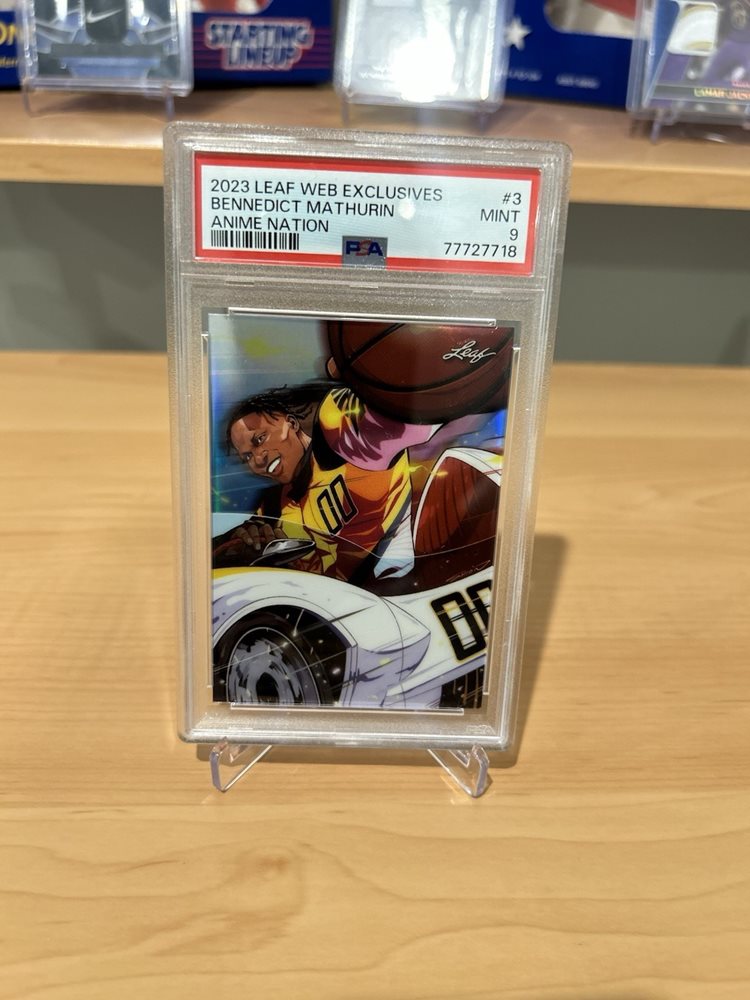 STARTING
LINEUP
2023 LEAF WEB EXCLUSIVES #3
BENNEDICT MATHURIN MINT
ANIME NATION 9
PSA 77727718
Leaf
00
00